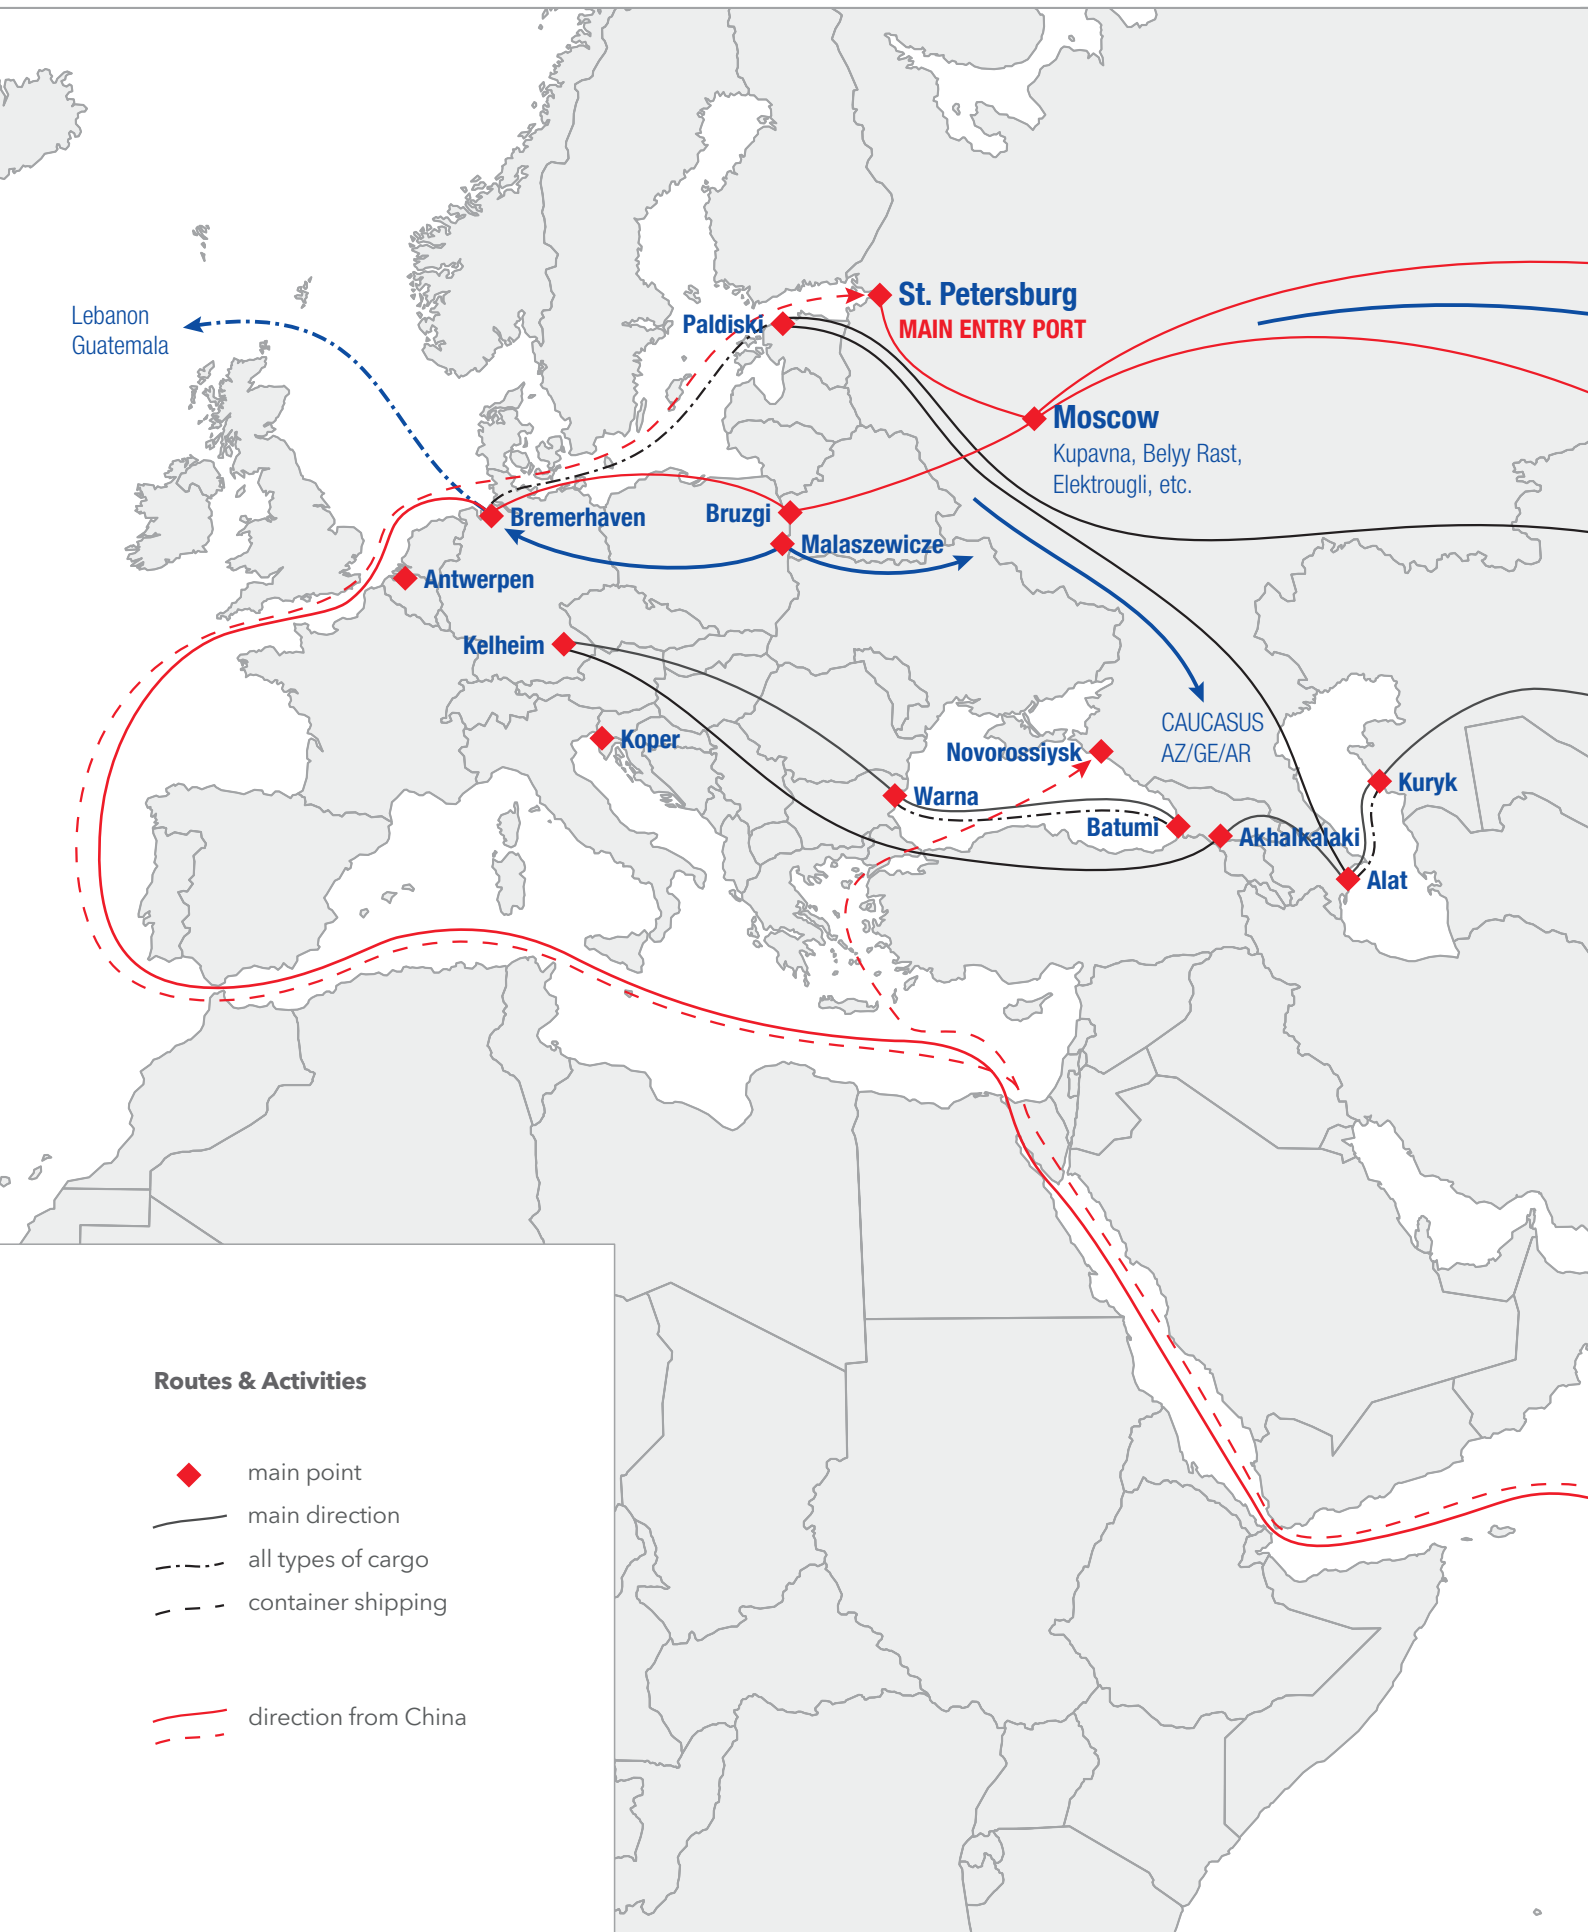 St. Petersburg
MAIN ENTRY PORT
Lebanon
Guatemala
Paldiski
Moscow
Kupavna, Belyy Rast,
Elektrougli, etc.
Bremerhaven
Bruzgi
Malaszewicze
Antwerpen
Kelheim
CAUCASUS
AZ/GE/AR
Koper
Novorossiysk
Kuryk
Warna
Batumi
Akhalkalaki
Alat
Routes & Activities
main point
main direction
all types of cargo
container shipping
direction from China